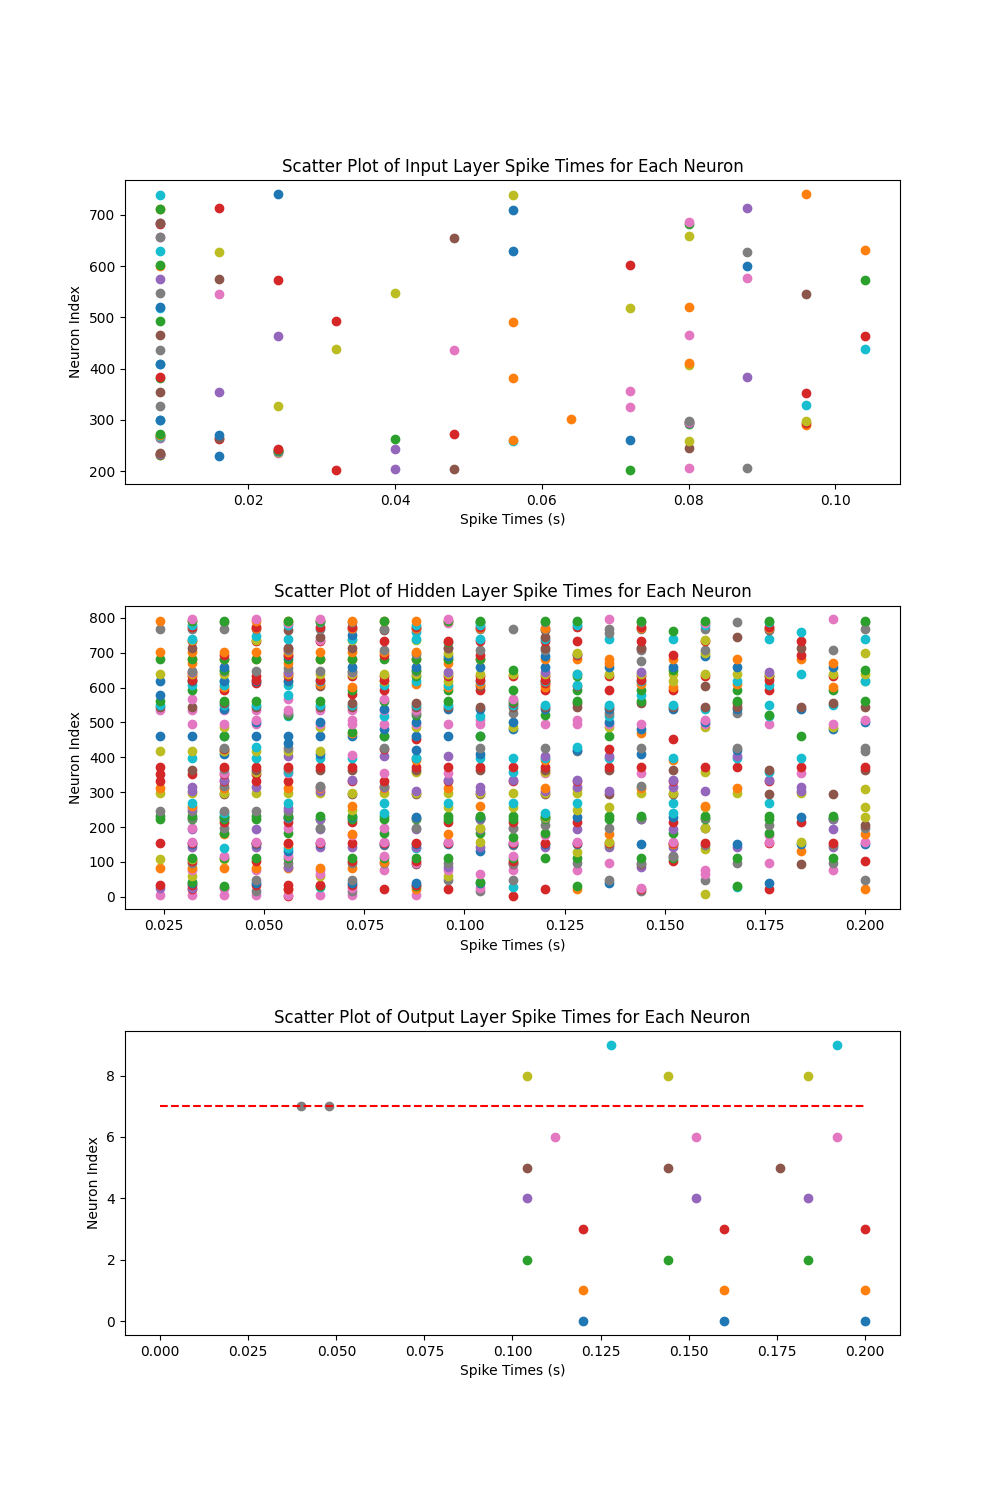 Scatter Plot of Input Layer Spike Times for Each Neuron
Neuron Index
700
600
500
400
300
200
0.02 0.04 0.06 0.08 0.10
Spike Times (s)
Scatter Plot of Hidden Layer Spike Times for Each Neuron
Neuron Index
800
700
600
500
400
300
200
100
0
0.025 0.050 0.075 0.100 0.125 0.150 0.175 0.200
Spike Times (s)
Scatter Plot of Output Layer Spike Times for Each Neuron
Neuron Index
8
6
4
2
0
0.000 0.025 0.050 0.075 0.100 0.125 0.150 0.175 0.200
Spike Times (s)